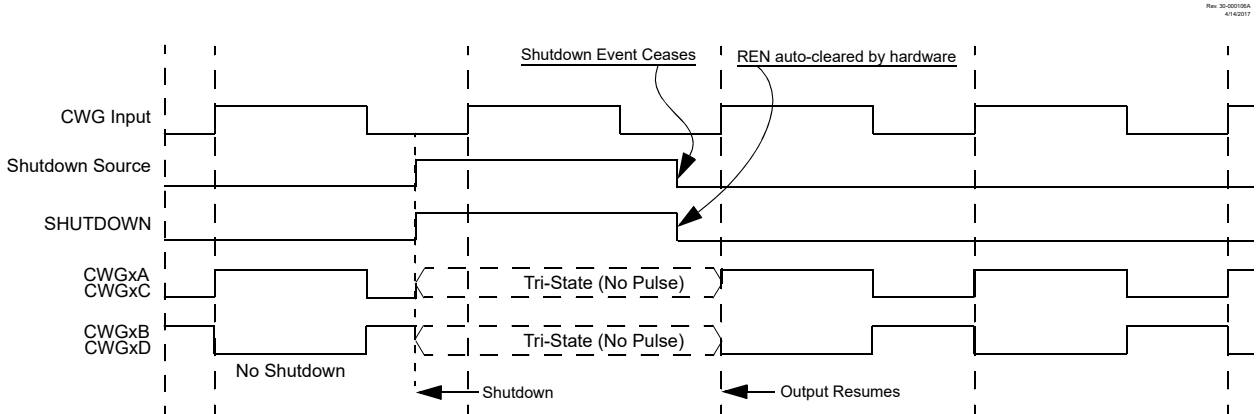 Rev. 30-000106A
4/14/2017
Shutdown Event Ceases
REN auto-cleared by hardware
CWG Input
Shutdown Source
SHUTDOWN
CWGxA
CWGxC
Tri-State (No Pulse)
CWGxB
CWGxD
Tri-State (No Pulse)
No Shutdown
Shutdown
Output Resumes